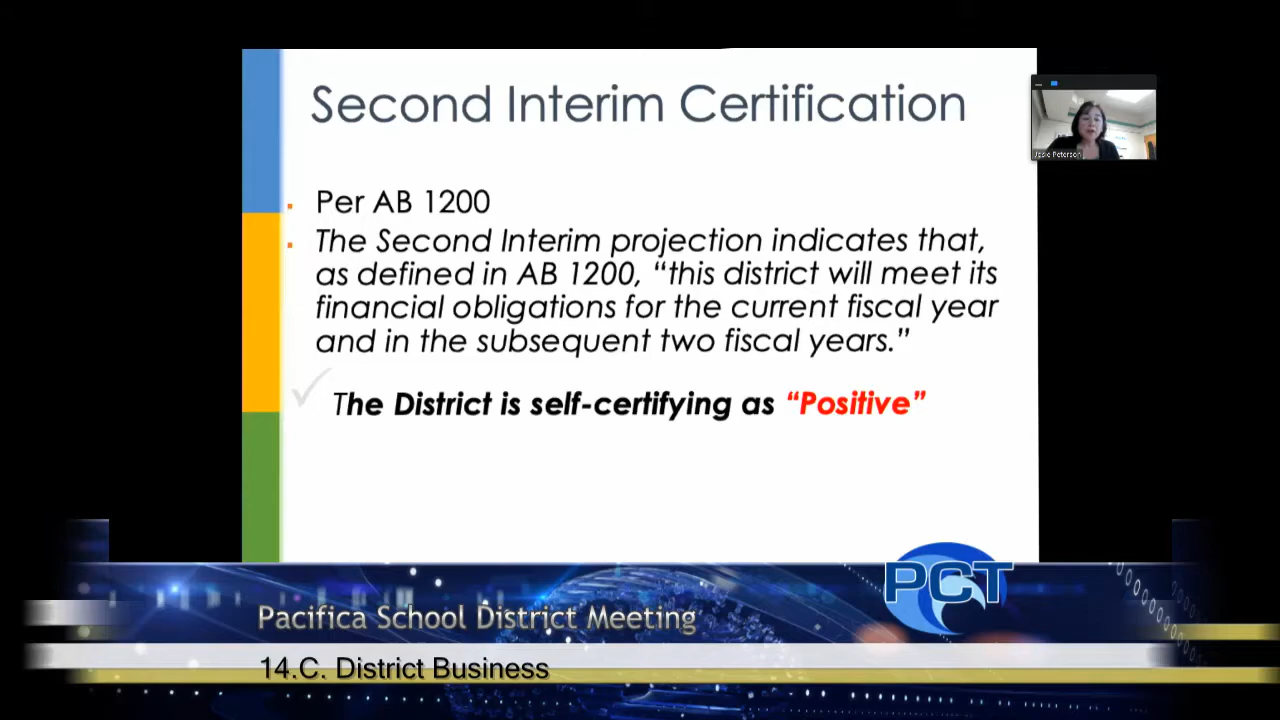 Second Interim Certification
Per AB 1200
The Second Interim projection indicates that,
as defined in AB 1200, “this district will meet its
financial obligations for the current fiscal year
and in the subsequent two fiscal years.”
The District is self-certifying as “Positive”
Josie Peterson
PCT
Pacifica School District Meeting
14.C. District Business